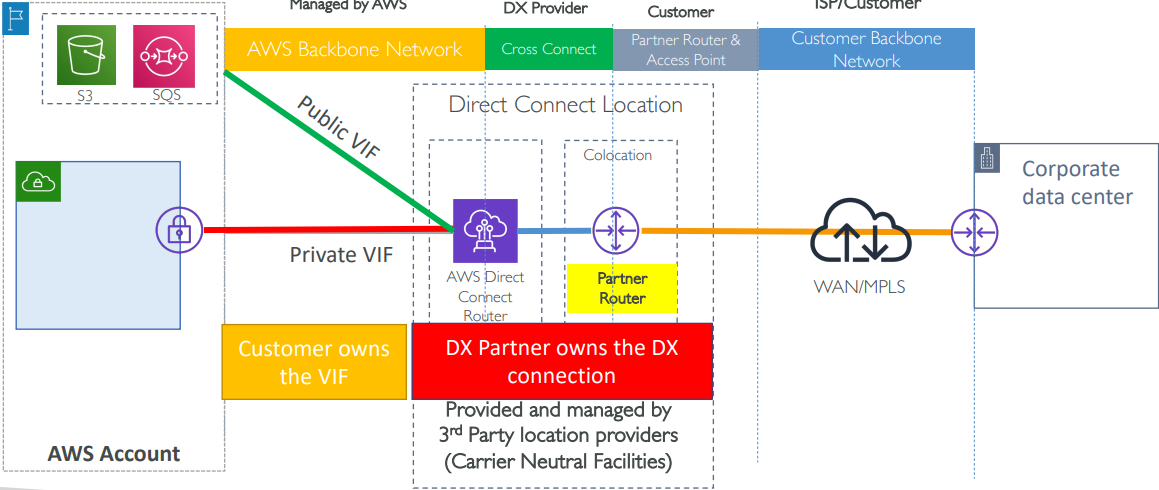 Managed by AWS
DX Provider
Customer
ISP/Customer
AWS Backbone Network
Cross Connect
Partner Router &
Access Point
Customer Backbone
Network
S3
SQS
Public VIF
Direct Connect Location
Colocation
Corporate
data center
Private VIF
AWS Direct
Connect
Router
Partner
Router
WAN/MPLS
Customer owns
the VIF
DX Partner owns the DX
connection
Provided and managed by
3rd Party location providers
(Carrier Neutral Facilities)
AWS Account